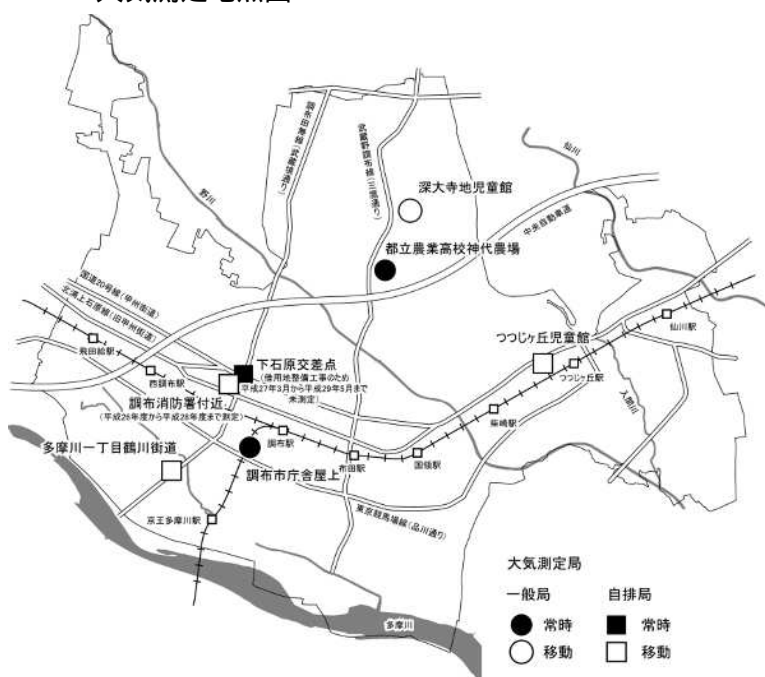 仙川
調布田無線(武蔵境通り)
武蔵野調布線(三鷹通り)
深大寺地児童館
野川
中央自動車道
都立農業高校神代農場
国道20号線(甲州街道)
北浦上石原線(旧甲州街道)
仙川駅
つつじヶ丘児童館
飛田給駅
下石原交差点
(借用地整備工事のため
平成27年3月から平成29年5月まで
未測定)
西調布駅
つつじヶ丘駅
入間川
調布消防署付近
(平成26年度から平成28年度まで測定)
柴崎駅
調布駅
多摩川一丁目鶴川街道
布田駅
国領駅
調布市庁舎屋上
京王多摩川駅
東京競馬場線(品川通り)
多摩川
大気測定局
一般局 自排局
常時 常時
移動 移動